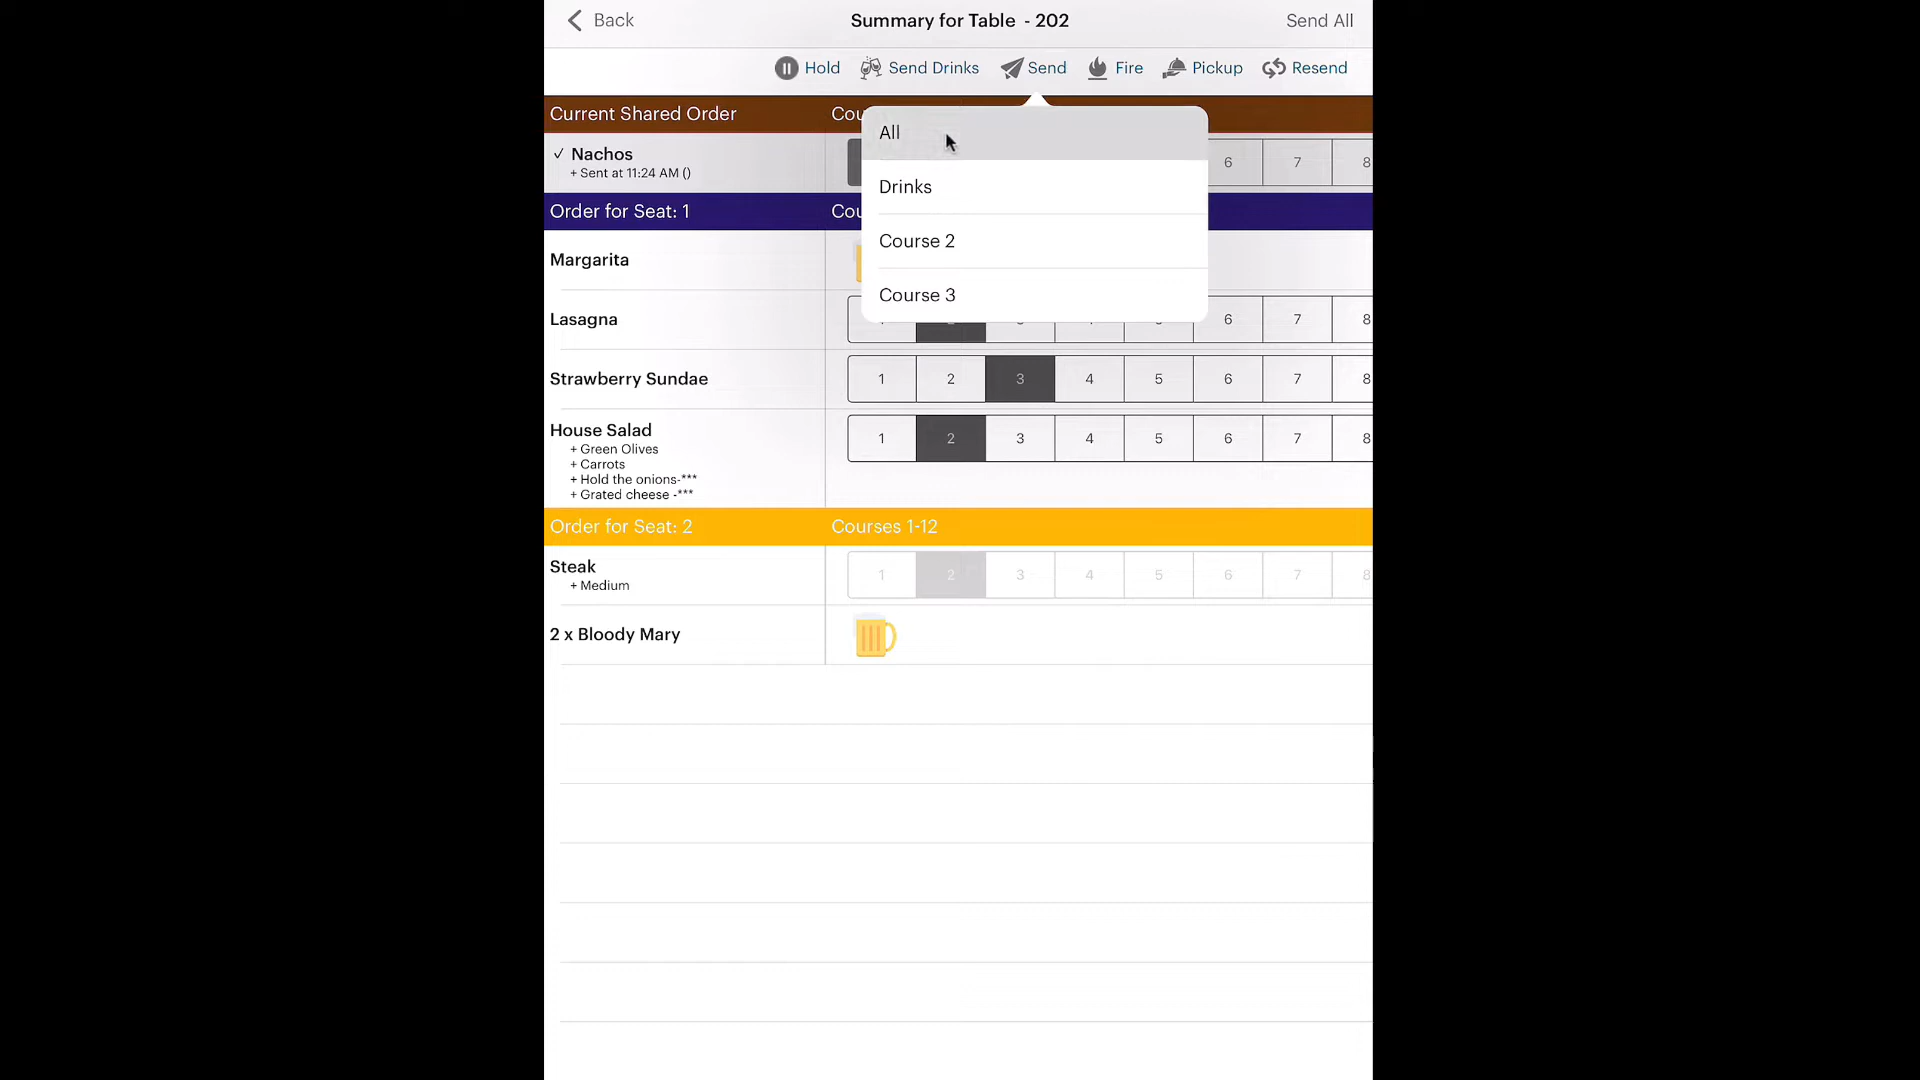 Back
Summary for Table - 202
Send All
Hold
Send Drinks
Send
Fire
Pickup
Resend
Current Shared Order
Cou
All
✓ Nachos
+ Sent at 11:24 AM ()
6 7 8
Drinks
Order for Seat: 1
Cou
Course 2
Margarita
Course 3
Lasagna
6 7 8
Strawberry Sundae
1 2 3 4 5 6 7 8
House Salad
1 2 3 4 5 6 7 8
+ Green Olives
+ Carrots
+ Hold the onions-***
+ Grated cheese -***
Order for Seat: 2
Courses 1-12
Steak
+ Medium
1 2 3 4 5 6 7 8
2 x Bloody Mary